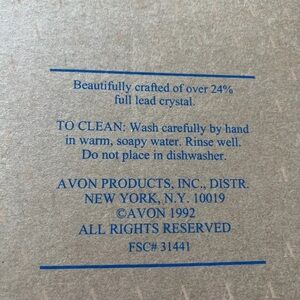 Beautifully crafted of over 24%
full lead crystal.
TO CLEAN: Wash carefully by hand
in warm, soapy water. Rinse well.
Do not place in dishwasher.
AVON PRODUCTS, INC., DISTR.
NEW YORK, N.Y. 10019
©AVON 1992
ALL RIGHTS RESERVED
FSC# 31441